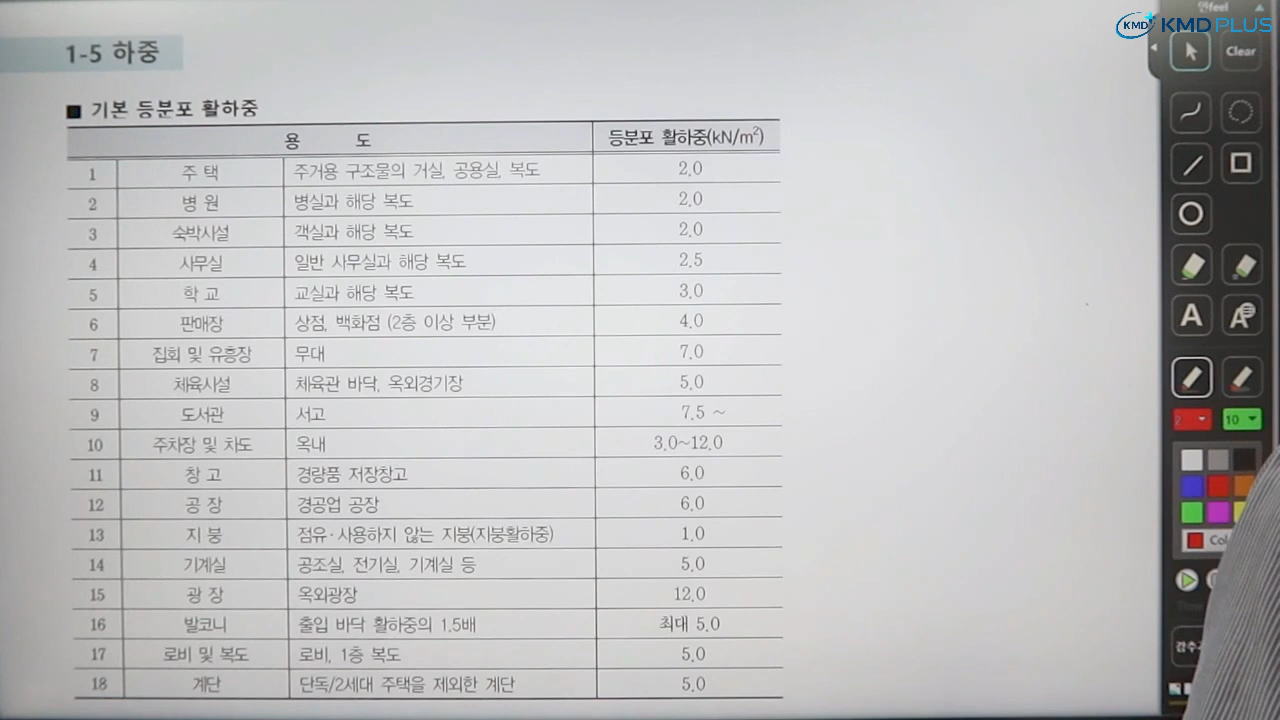 인feel
KMD KMD PLUS
Clear
1-5 하중
■ 기본 등분포 활하중
용 도 등분포 활하중(kN/m²)
1 주 택 주거용 구조물의 거실, 공용실, 복도 2.0
2 병 원 병실과 해당 복도 2.0
3 숙박시설 객실과 해당 복도 2.0
4 사무실 일반 사무실과 해당 복도 2.5
5 학 교 교실과 해당 복도 3.0
6 판매장 상점, 백화점 (2층 이상 부분) 4.0
7 집회 및 유흥장 무대 7.0
8 체육시설 체육관 바닥, 옥외경기장 5.0
9 도서관 서고 7.5 ~
10 주차장 및 차도 옥내 3.0~12.0
11 창 고 경량품 저장창고 6.0
12 공 장 경공업 공장 6.0
13 지 붕 점유·사용하지 않는 지붕(지붕활하중) 1.0
14 기계실 공조실, 전기실, 기계실 등 5.0
15 광 장 옥외광장 12.0
16 발코니 출입 바닥 활하중의 1.5배 최대 5.0
17 로비 및 복도 로비, 1층 복도 5.0
18 계단 단독/2세대 주택을 제외한 계단 5.0
A
A
2
10
Col
Time
감추